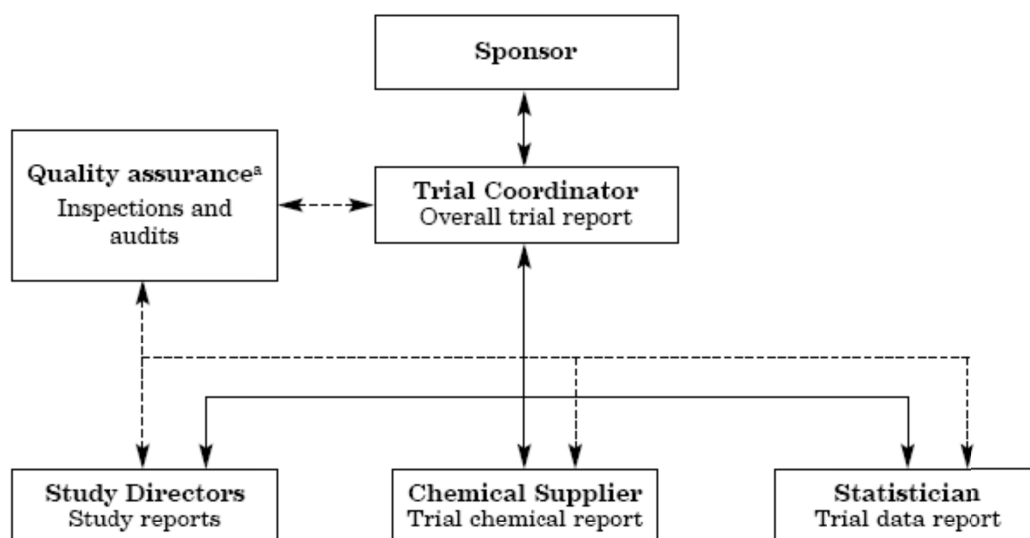 Sponsor
Quality assuranceᵃ
Inspections and
audits
Trial Coordinator
Overall trial report
Study Directors
Study reports
Chemical Supplier
Trial chemical report
Statistician
Trial data report